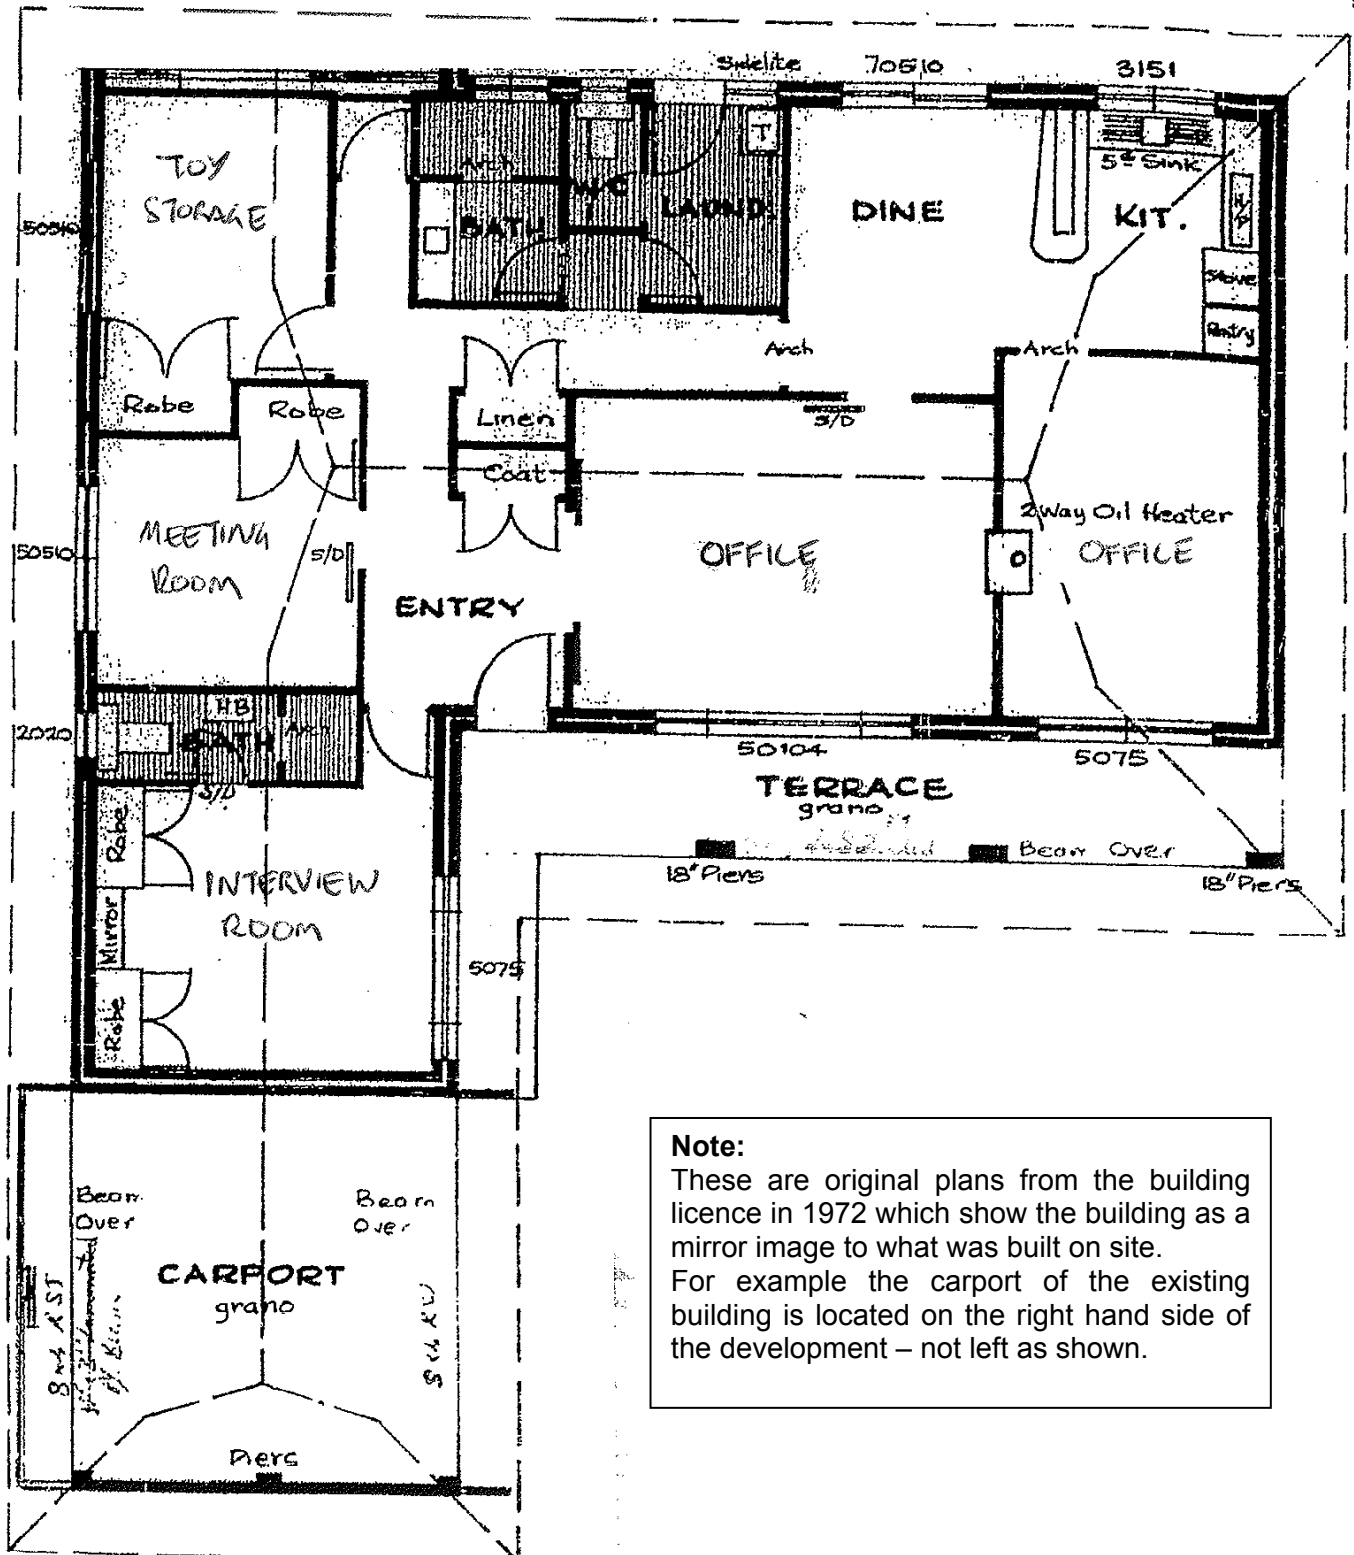 Sidelite
70510
3151
TOY
STORAGE
Arch
W C
T
5ft Sink
50510
BATH
LAUND.
DINE
KIT.
H/P
Stove
Pantry
Arch
Arch
Robe
Robe
Linen
S/D
Coat
2 Way Oil Heater
MEETING
ROOM
50510
S/D
OFFICE
OFFICE
ENTRY
HB
2020
BATH
Arch
S/D
50104
5075
TERRACE
grano
Robe
Beam Over
18" Piers
18" Piers
INTERVIEW
ROOM
Mirror
5075
Robe
Note:
These are original plans from the building
licence in 1972 which show the building as a
mirror image to what was built on site.
For example the carport of the existing
building is located on the right hand side of
the development – not left as shown.
Beam
Over
Beam
Over
CARPORT
grano
Piers